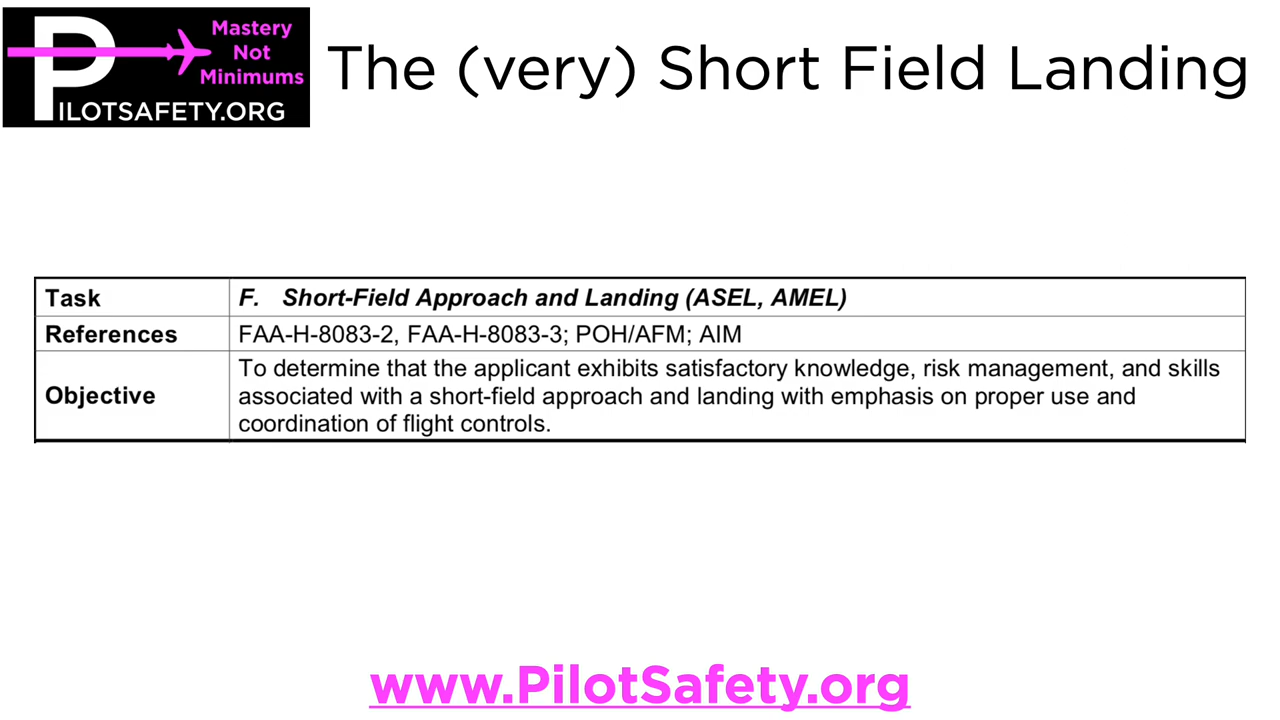 Mastery
Not
Minimums
PILOTSAFETY.ORG
The (very) Short Field Landing
Task F. Short-Field Approach and Landing (ASEL, AMEL)
References FAA-H-8083-2, FAA-H-8083-3; POH/AFM; AIM
Objective To determine that the applicant exhibits satisfactory knowledge, risk management, and skills
associated with a short-field approach and landing with emphasis on proper use and
coordination of flight controls.
www.PilotSafety.org